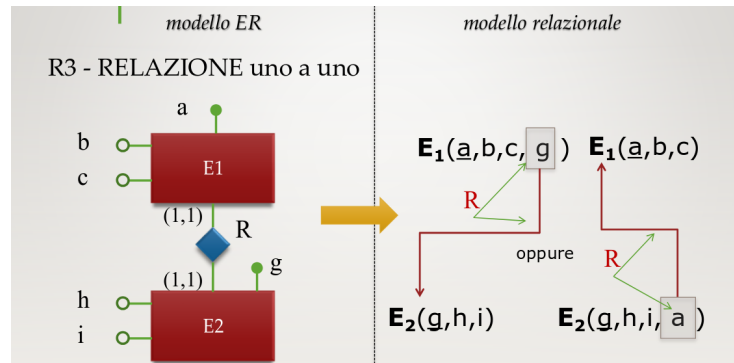 modello ER
modello relazionale
R3 - RELAZIONE uno a uno
a
b
c
E1
(1,1)
R
(1,1)
g
h
i
E2
E1(a,b,c, g )
R
E2(g,h,i)
oppure
E1(a,b,c)
R
E2(g,h,i, a )